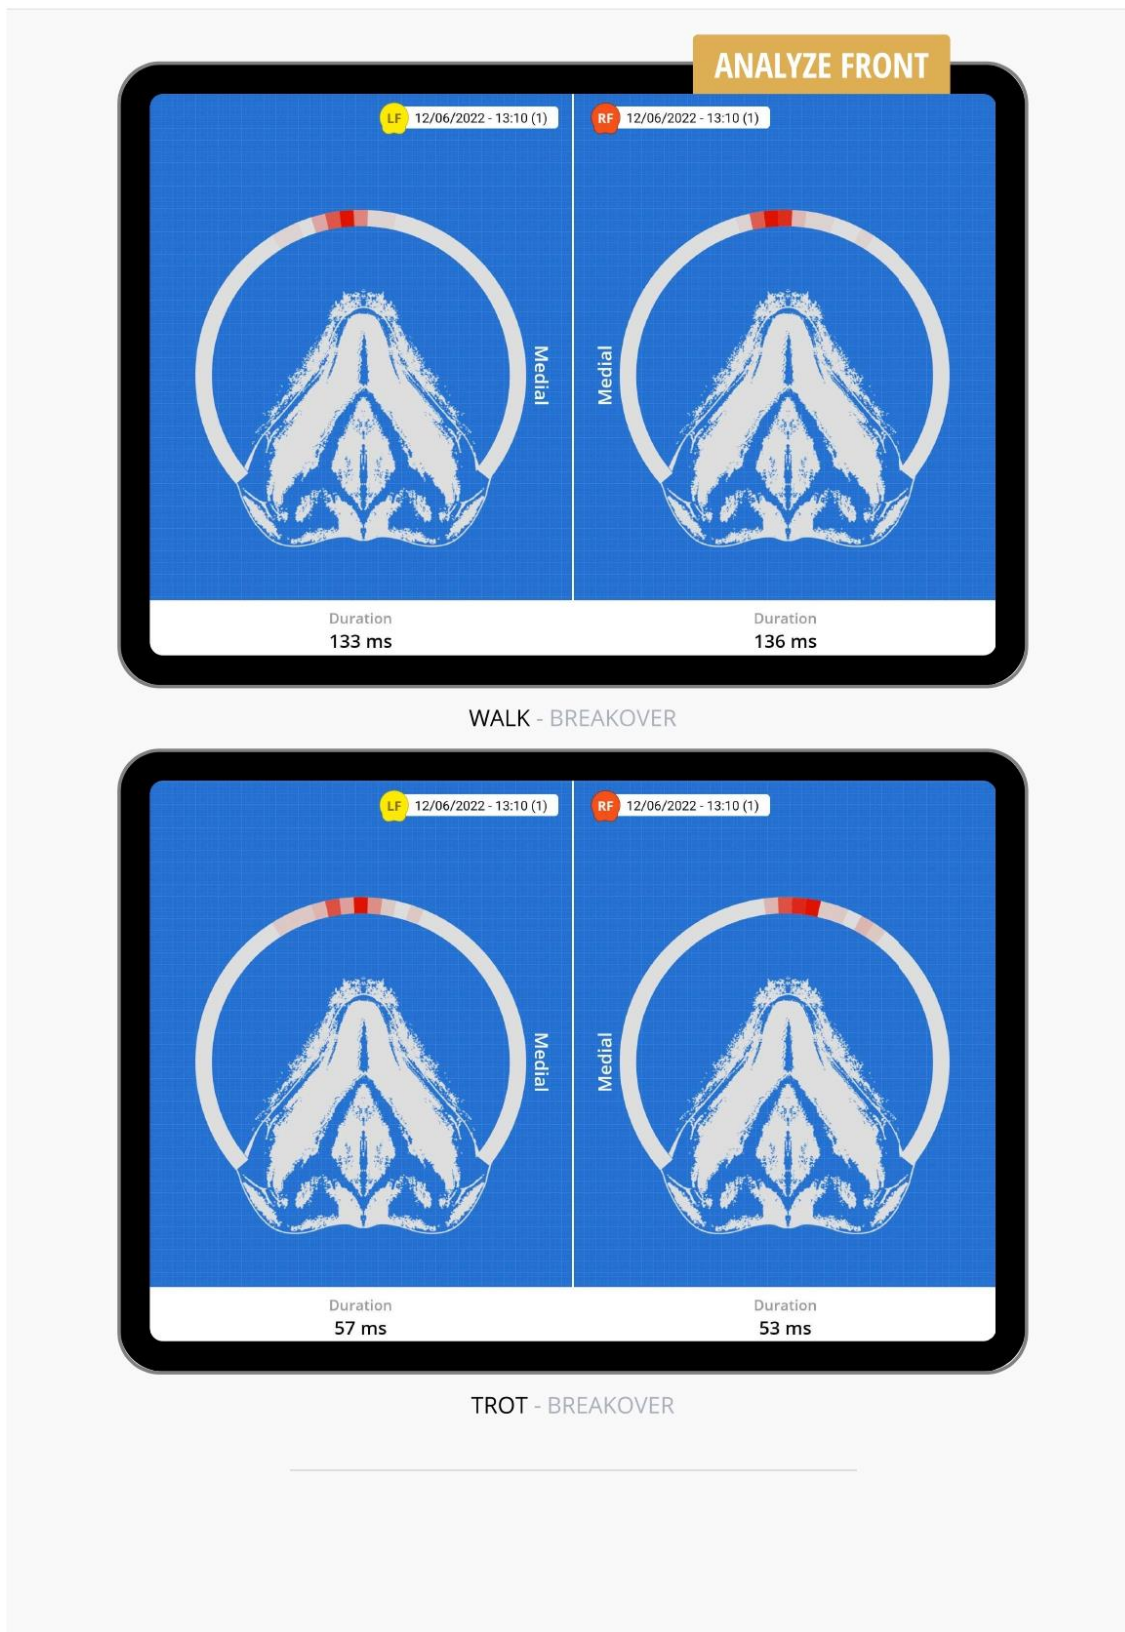 ANALYZE FRONT
LF 12/06/2022 - 13:10 (1)
RF 12/06/2022 - 13:10 (1)
Medial
Medial
Duration
133 ms
Duration
136 ms
WALK - BREAKOVER
LF 12/06/2022 - 13:10 (1)
RF 12/06/2022 - 13:10 (1)
Medial
Medial
Duration
57 ms
Duration
53 ms
TROT - BREAKOVER